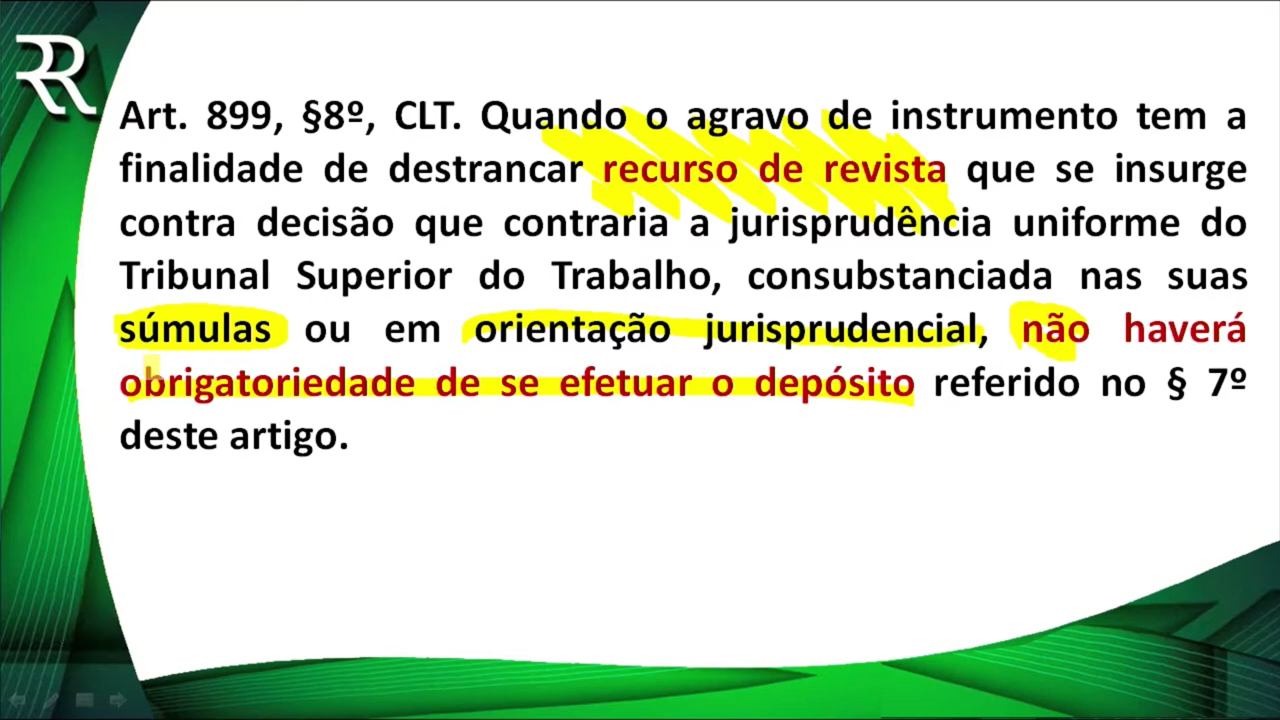 RR
Art. 899, §8º, CLT. Quando o agravo de instrumento tem a
finalidade de destrancar recurso de revista que se insurge
contra decisão que contraria a jurisprudência uniforme do
Tribunal Superior do Trabalho, consubstanciada nas suas
súmulas ou em orientação jurisprudencial, não haverá
obrigatoriedade de se efetuar o depósito referido no § 7º
deste artigo.